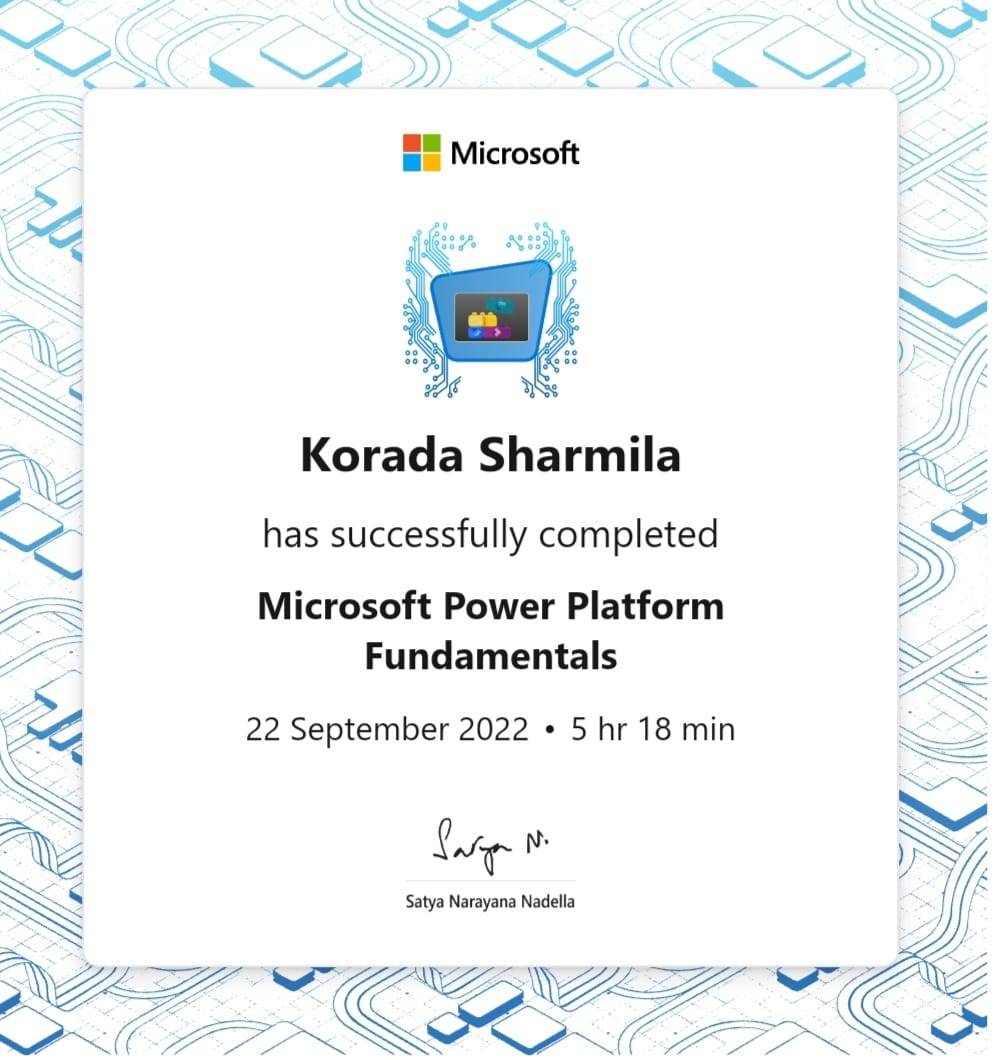 Microsoft
Korada Sharmila
has successfully completed
Microsoft Power Platform
Fundamentals
22 September 2022 • 5 hr 18 min
Satya N.
Satya Narayana Nadella